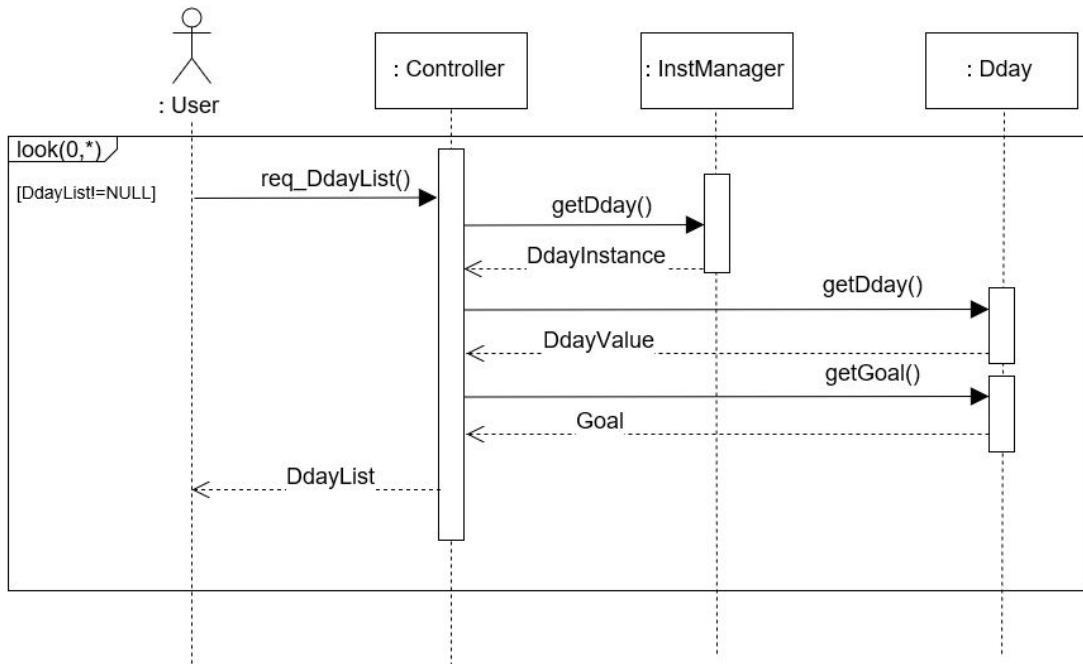 : User
: Controller
: InstManager
: Dday
look(0,*)
[DdayList!=NULL]
req_DdayList()
getDday()
DdayInstance
getDday()
DdayValue
getGoal()
Goal
DdayList